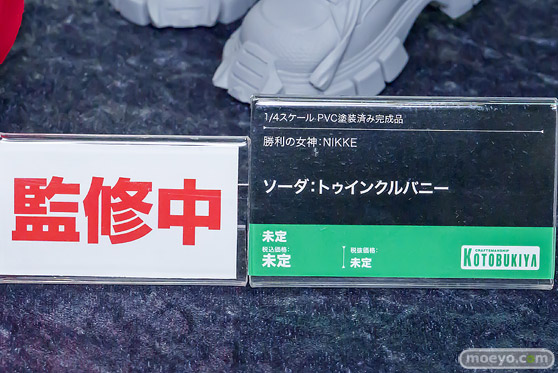 監修中
1/4スケール PVC塗装済み完成品
勝利の女神：NIKKE
ソーダ：トゥインクルバニー
未定
税込価格：
未定
税抜価格：
未定
CRAFTSMANSHIP
KOTOBUKIYA
moeyo.com